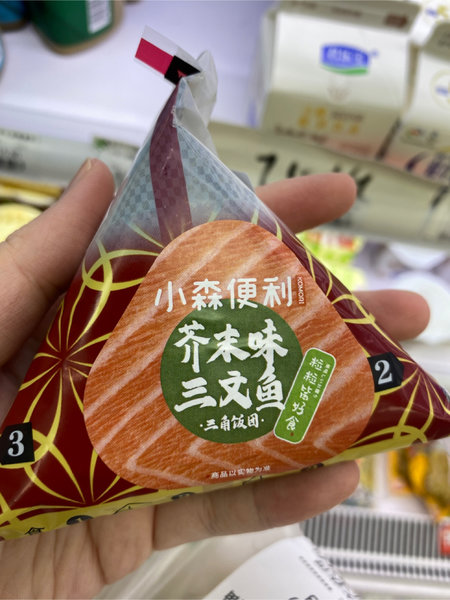 小森便利
KOMORI
芥末味
三文鱼
·三角饭团·
粒粒皆好食
商品以实物为准
2
3